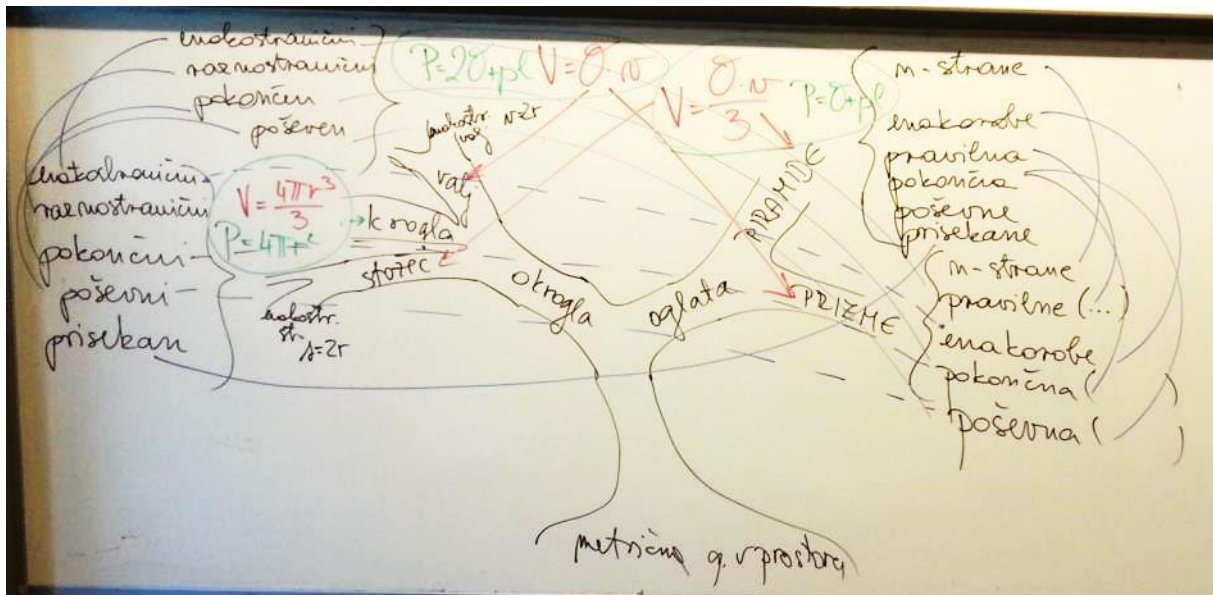 enakostranični
raznostranični
pokončen
poševen
P=2O+pl
V=O·v
V=O·v/3
P=O+pl
enakostr.
valj v=2r
valj
enakostranični
raznostranični
pokončni
poševni
prisekan
V=4πr³/3
P=4πr²
krogla
stožec
enakostr.
str.
s=2r
okrogla
oglata
PIRAMIDE
PRIZME
n-strane
enakorobe
pravilna
pokončna
poševne
prisekane
n-strane
pravilne (...)
enakorobe
pokončna ( )
poševna ( )
metrična g. v prostoru